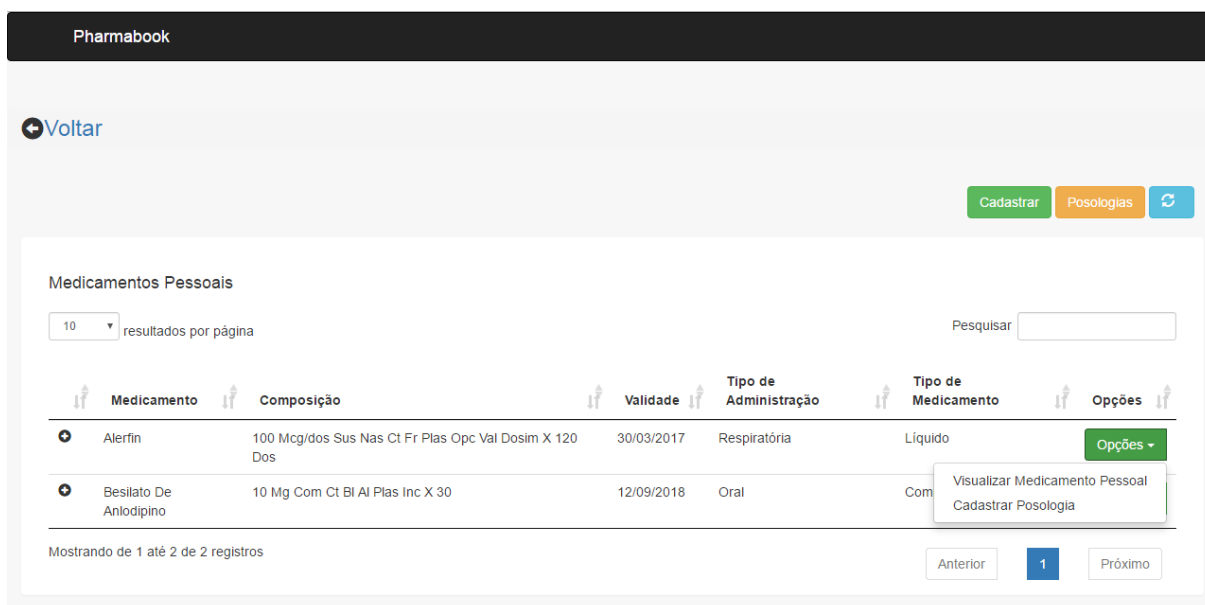 Pharmabook
Voltar
Cadastrar Posologias
Medicamentos Pessoais
10 resultados por página
Pesquisar
Medicamento Composição Validade Tipo de Administração Tipo de Medicamento Opções
Alerfin 100 Mcg/dos Sus Nas Ct Fr Plas Opc Val Dosim X 120 Dos 30/03/2017 Respiratória Líquido Opções
Visualizar Medicamento Pessoal
Cadastrar Posologia
Besilato De Anlodipino 10 Mg Com Ct Bl Al Plas Inc X 30 12/09/2018 Oral Com
Mostrando de 1 até 2 de 2 registros
Anterior 1 Próximo